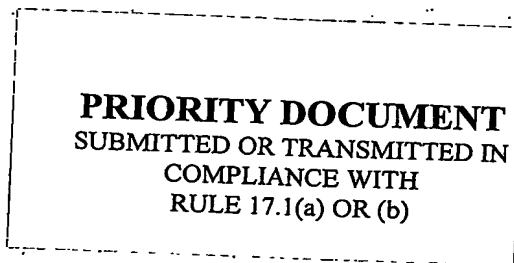 PRIORITY DOCUMENT
SUBMITTED OR TRANSMITTED IN
COMPLIANCE WITH
RULE 17.1(a) OR (b)